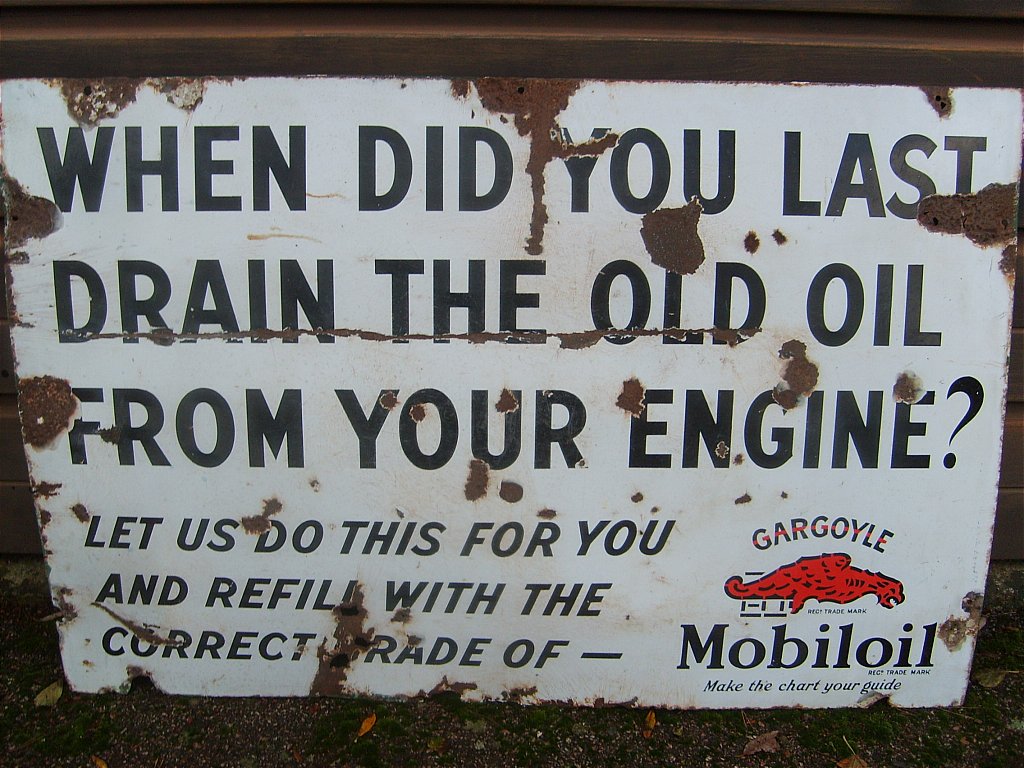 WHEN DID YOU LAST
DRAIN THE OLD OIL
FROM YOUR ENGINE?
LET US DO THIS FOR YOU
AND REFILL WITH THE
CORRECT GRADE OF —
GARGOYLE
REGD TRADE MARK
Mobiloil
REGD TRADE MARK
Make the chart your guide